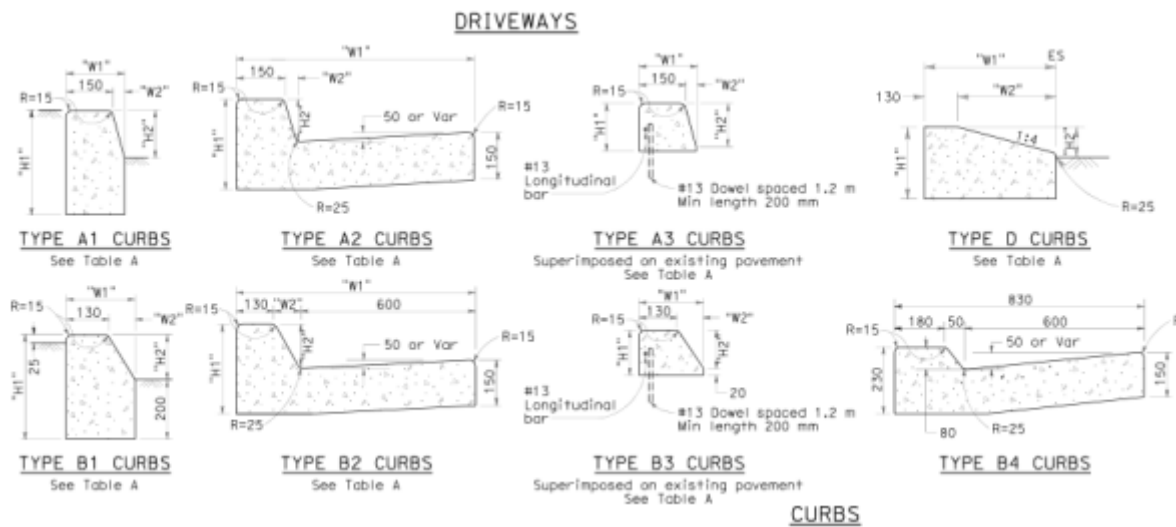 DRIVEWAYS
"W1"
150
"W2"
R=15
"H1"
"H2"
TYPE A1 CURBS
See Table A
"W1"
150
"W2"
R=15
"H1"
"H2"
50 or Var
R=15
150
R=25
TYPE A2 CURBS
See Table A
"W1"
150
"W2"
R=15
"H1"
"H2"
#13
Longitudinal
bar
#13 Dowel spaced 1.2 m
Min length 200 mm
TYPE A3 CURBS
Superimposed on existing pavement
See Table A
ES
"W1"
130
"W2"
1:4
"H1"
"H2"
R=25
TYPE D CURBS
See Table A
"W1"
R=15
130
"W2"
25
"H1"
"H2"
200
TYPE B1 CURBS
See Table A
"W1"
R=15
130
"W2"
600
"H1"
"H2"
50 or Var
R=15
150
R=25
TYPE B2 CURBS
See Table A
"W1"
130
"W2"
R=15
"H1"
"H2"
20
#13
Longitudinal
bar
#13 Dowel spaced 1.2 m
Min length 200 mm
TYPE B3 CURBS
Superimposed on existing pavement
See Table A
830
R=15
180
50
600
50 or Var
R
230
150
80
R=25
TYPE B4 CURBS
CURBS